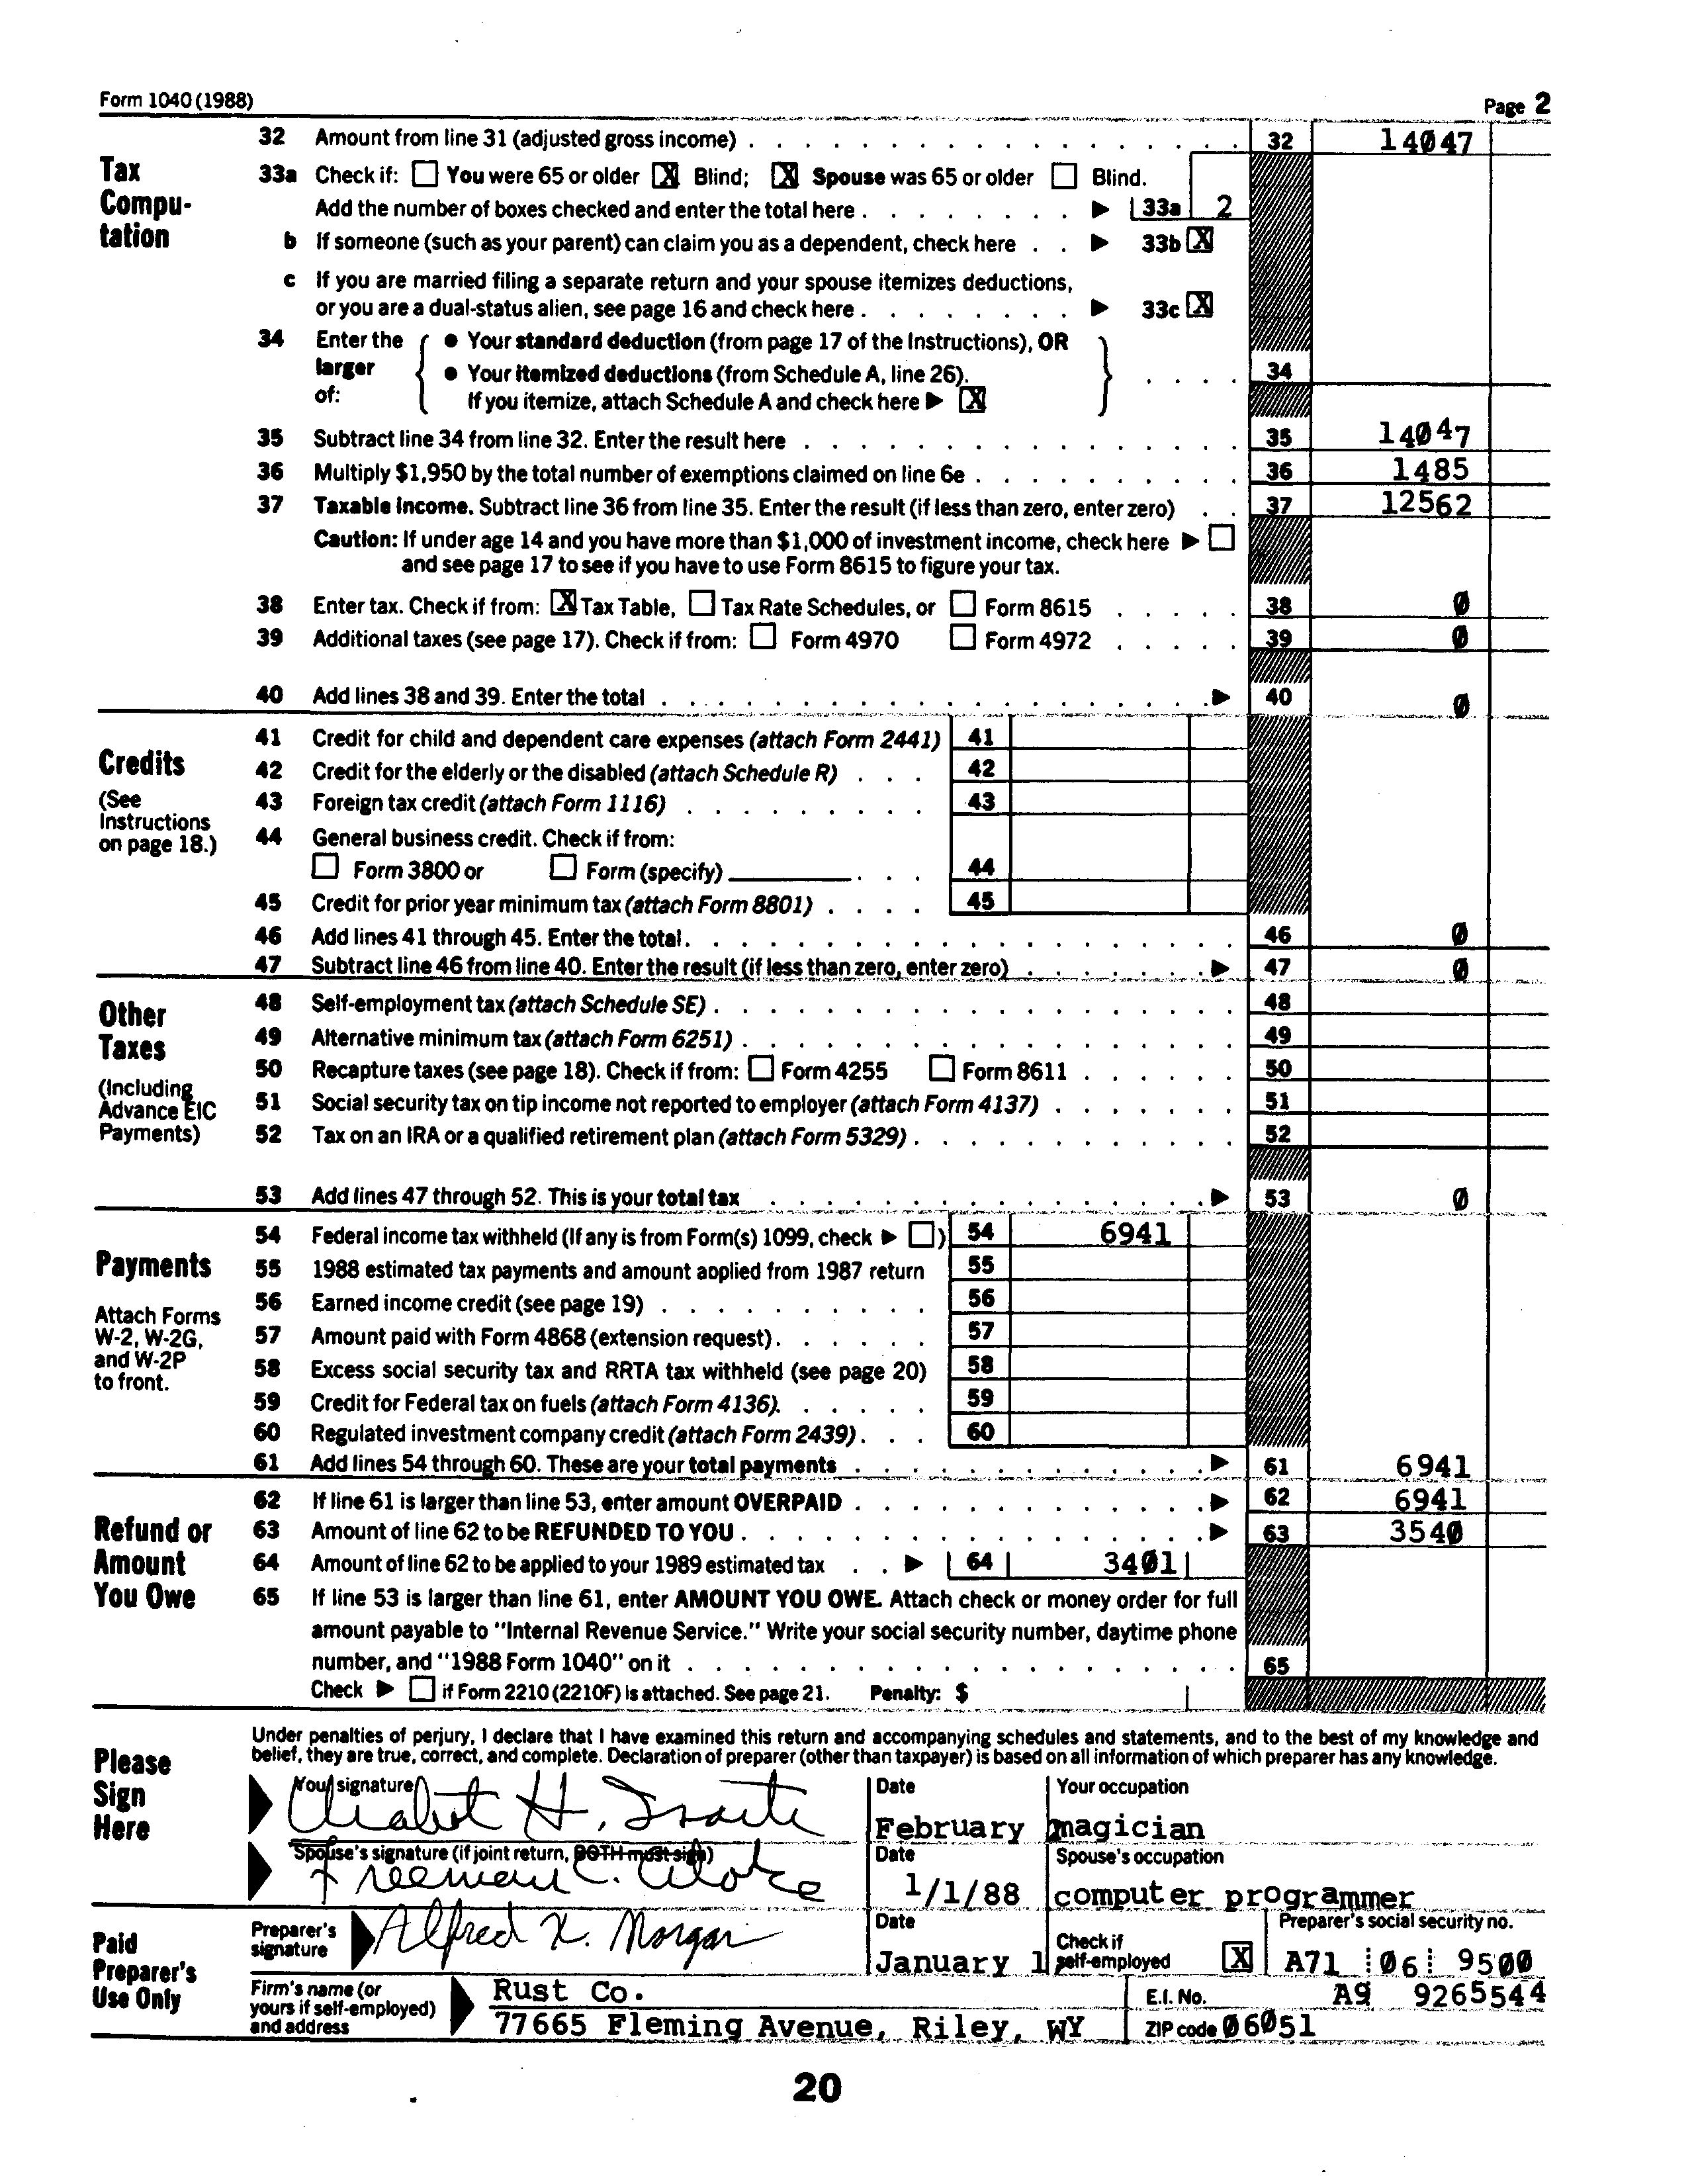 Form 1040 (1988) Page 2
Tax Computation
32 Amount from line 31 (adjusted gross income) 32 14047
33a Check if: ☐ You were 65 or older ☒ Blind; ☒ Spouse was 65 or older ☐ Blind.
Add the number of boxes checked and enter the total here ▶ 33a 2
b If someone (such as your parent) can claim you as a dependent, check here ▶ 33b ☒
c If you are married filing a separate return and your spouse itemizes deductions,
or you are a dual-status alien, see page 16 and check here ▶ 33c ☒
34 Enter the larger of:
● Your standard deduction (from page 17 of the Instructions), OR
● Your itemized deductions (from Schedule A, line 26).
If you itemize, attach Schedule A and check here ▶ ☒
34
35 Subtract line 34 from line 32. Enter the result here 35 14047
36 Multiply $1,950 by the total number of exemptions claimed on line 6e 36 1485
37 Taxable income. Subtract line 36 from line 35. Enter the result (if less than zero, enter zero) 37 12562
Caution: If under age 14 and you have more than $1,000 of investment income, check here ▶ ☐
and see page 17 to see if you have to use Form 8615 to figure your tax.
38 Enter tax. Check if from: ☒ Tax Table, ☐ Tax Rate Schedules, or ☐ Form 8615 38 0
39 Additional taxes (see page 17). Check if from: ☐ Form 4970 ☐ Form 4972 39 0
40 Add lines 38 and 39. Enter the total ▶ 40 0
Credits
(See Instructions on page 18.)
41 Credit for child and dependent care expenses (attach Form 2441) 41
42 Credit for the elderly or the disabled (attach Schedule R) 42
43 Foreign tax credit (attach Form 1116) 43
44 General business credit. Check if from:
☐ Form 3800 or ☐ Form (specify) 44
45 Credit for prior year minimum tax (attach Form 8801) 45
46 Add lines 41 through 45. Enter the total. 46 0
47 Subtract line 46 from line 40. Enter the result (if less than zero, enter zero) ▶ 47 0
Other Taxes
(Including Advance EIC Payments)
48 Self-employment tax (attach Schedule SE) 48
49 Alternative minimum tax (attach Form 6251) 49
50 Recapture taxes (see page 18). Check if from: ☐ Form 4255 ☐ Form 8611 50
51 Social security tax on tip income not reported to employer (attach Form 4137) 51
52 Tax on an IRA or a qualified retirement plan (attach Form 5329) 52
53 Add lines 47 through 52. This is your total tax ▶ 53 0
Payments
Attach Forms W-2, W-2G, and W-2P to front.
54 Federal income tax withheld (If any is from Form(s) 1099, check ▶ ☐) 54 6941
55 1988 estimated tax payments and amount applied from 1987 return 55
56 Earned income credit (see page 19) 56
57 Amount paid with Form 4868 (extension request) 57
58 Excess social security tax and RRTA tax withheld (see page 20) 58
59 Credit for Federal tax on fuels (attach Form 4136) 59
60 Regulated investment company credit (attach Form 2439) 60
61 Add lines 54 through 60. These are your total payments ▶ 61 6941
Refund or Amount You Owe
62 If line 61 is larger than line 53, enter amount OVERPAID ▶ 62 6941
63 Amount of line 62 to be REFUNDED TO YOU ▶ 63 3540
64 Amount of line 62 to be applied to your 1989 estimated tax ▶ 64 3401
65 If line 53 is larger than line 61, enter AMOUNT YOU OWE. Attach check or money order for full
amount payable to "Internal Revenue Service." Write your social security number, daytime phone
number, and "1988 Form 1040" on it 65
Check ▶ ☐ if Form 2210 (2210F) is attached. See page 21. Penalty: $
Please Sign Here
Under penalties of perjury, I declare that I have examined this return and accompanying schedules and statements, and to the best of my knowledge and
belief, they are true, correct, and complete. Declaration of preparer (other than taxpayer) is based on all information of which preparer has any knowledge.
Your signature Date Your occupation
H. February magician
Spouse's signature (if joint return, BOTH must sign) Date Spouse's occupation
Freeman C. 1/1/88 computer programmer
Paid Preparer's Use Only
Preparer's signature Alfred X. Morgan Date January 1 Check if self-employed ☒ Preparer's social security no. A71 06 9500
Firm's name (or yours if self-employed) and address Rust Co. E.I. No. A9 9265544
77665 Fleming Avenue, Riley, WY ZIP code 06051
20